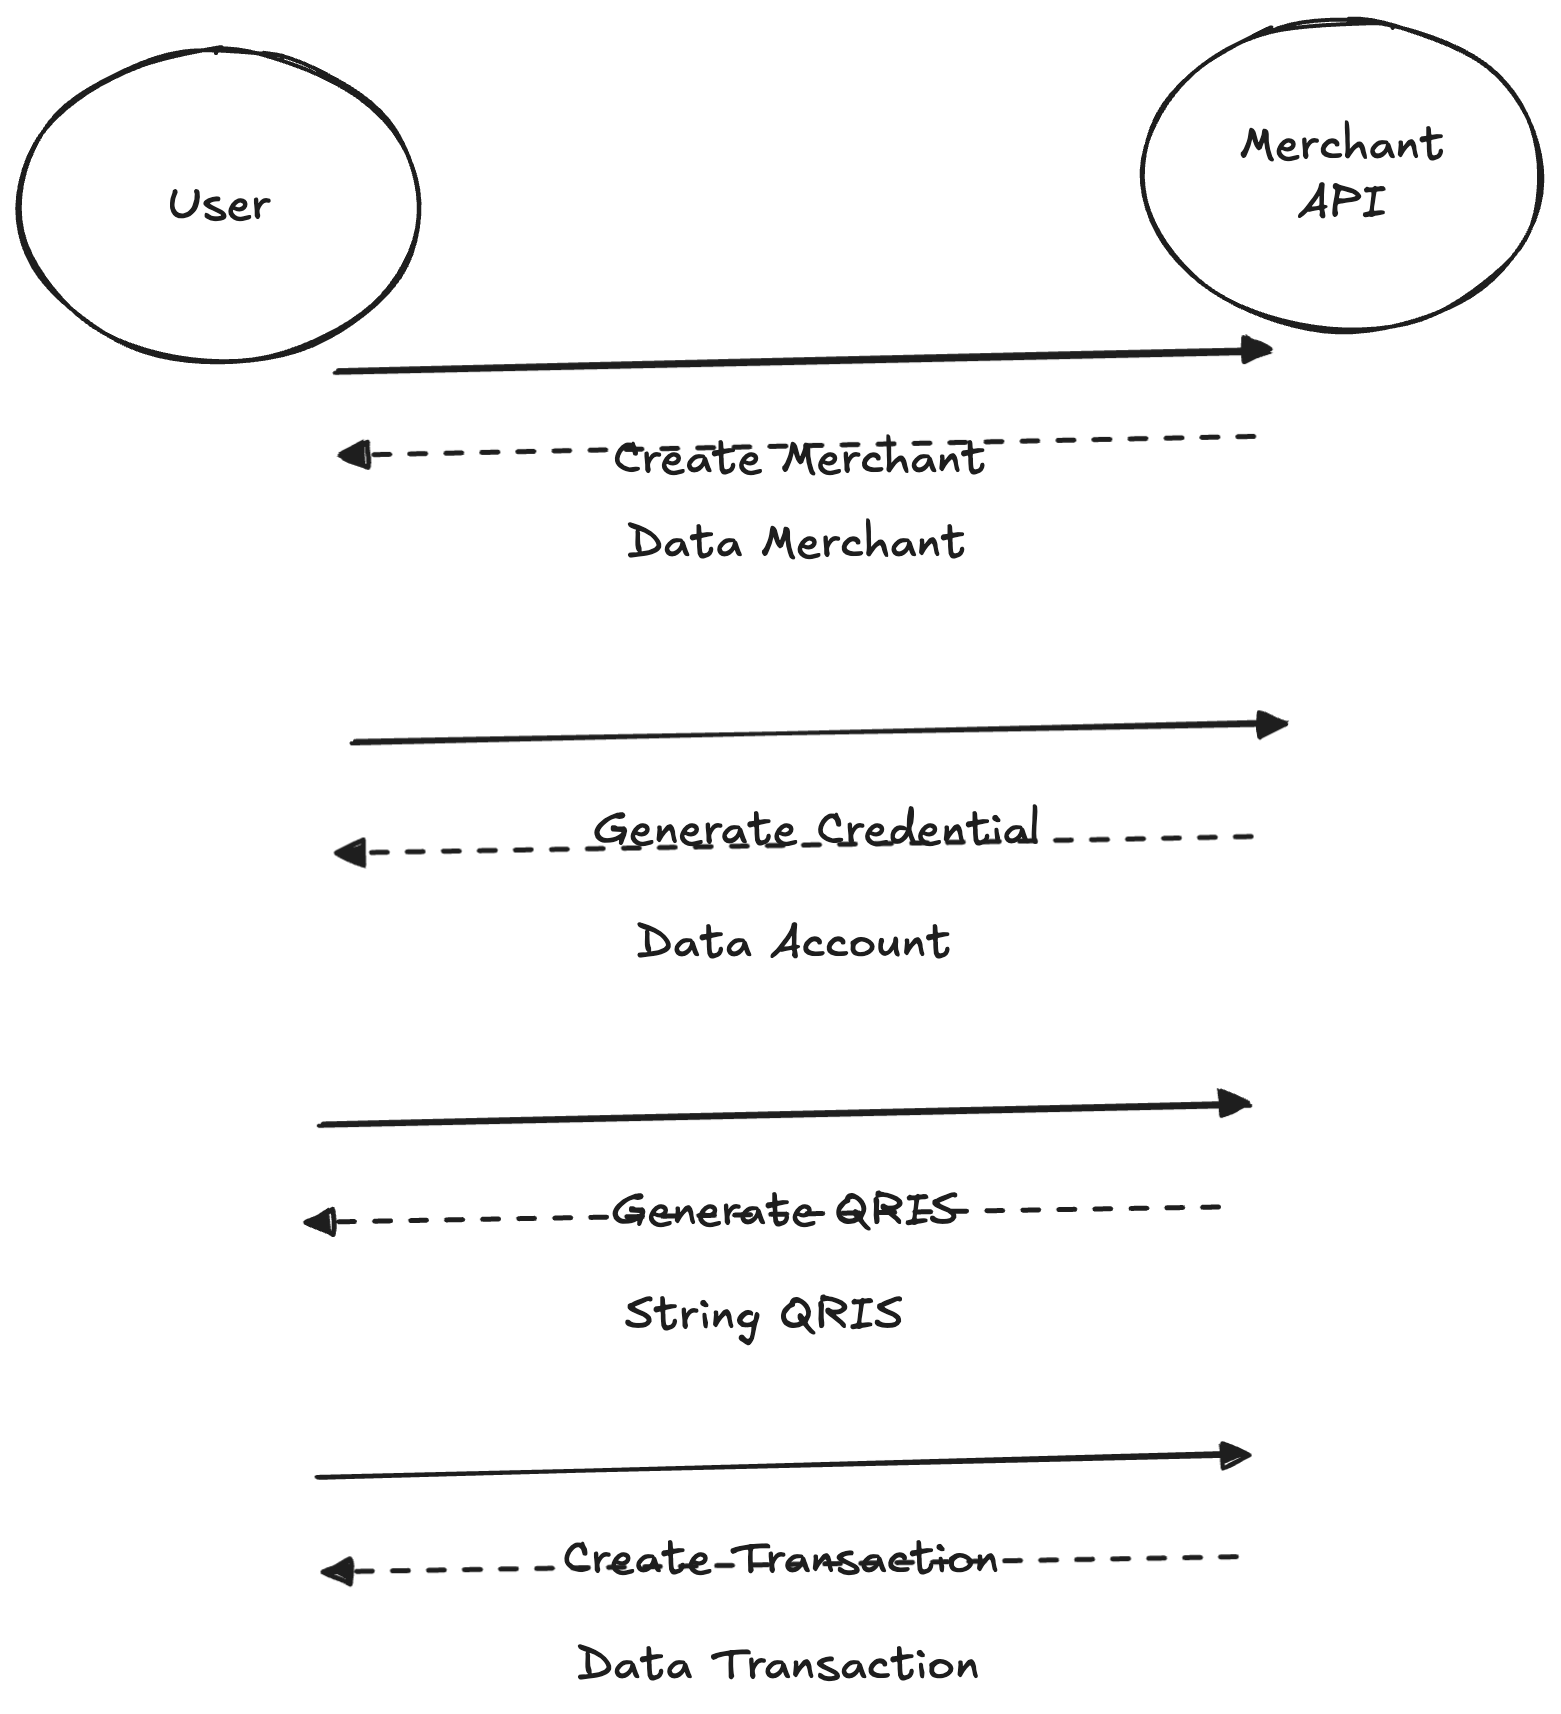 User
Merchant
API
Create Merchant
Data Merchant
Generate Credential
Data Account
Generate QRIS
String QRIS
Create Transaction
Data Transaction